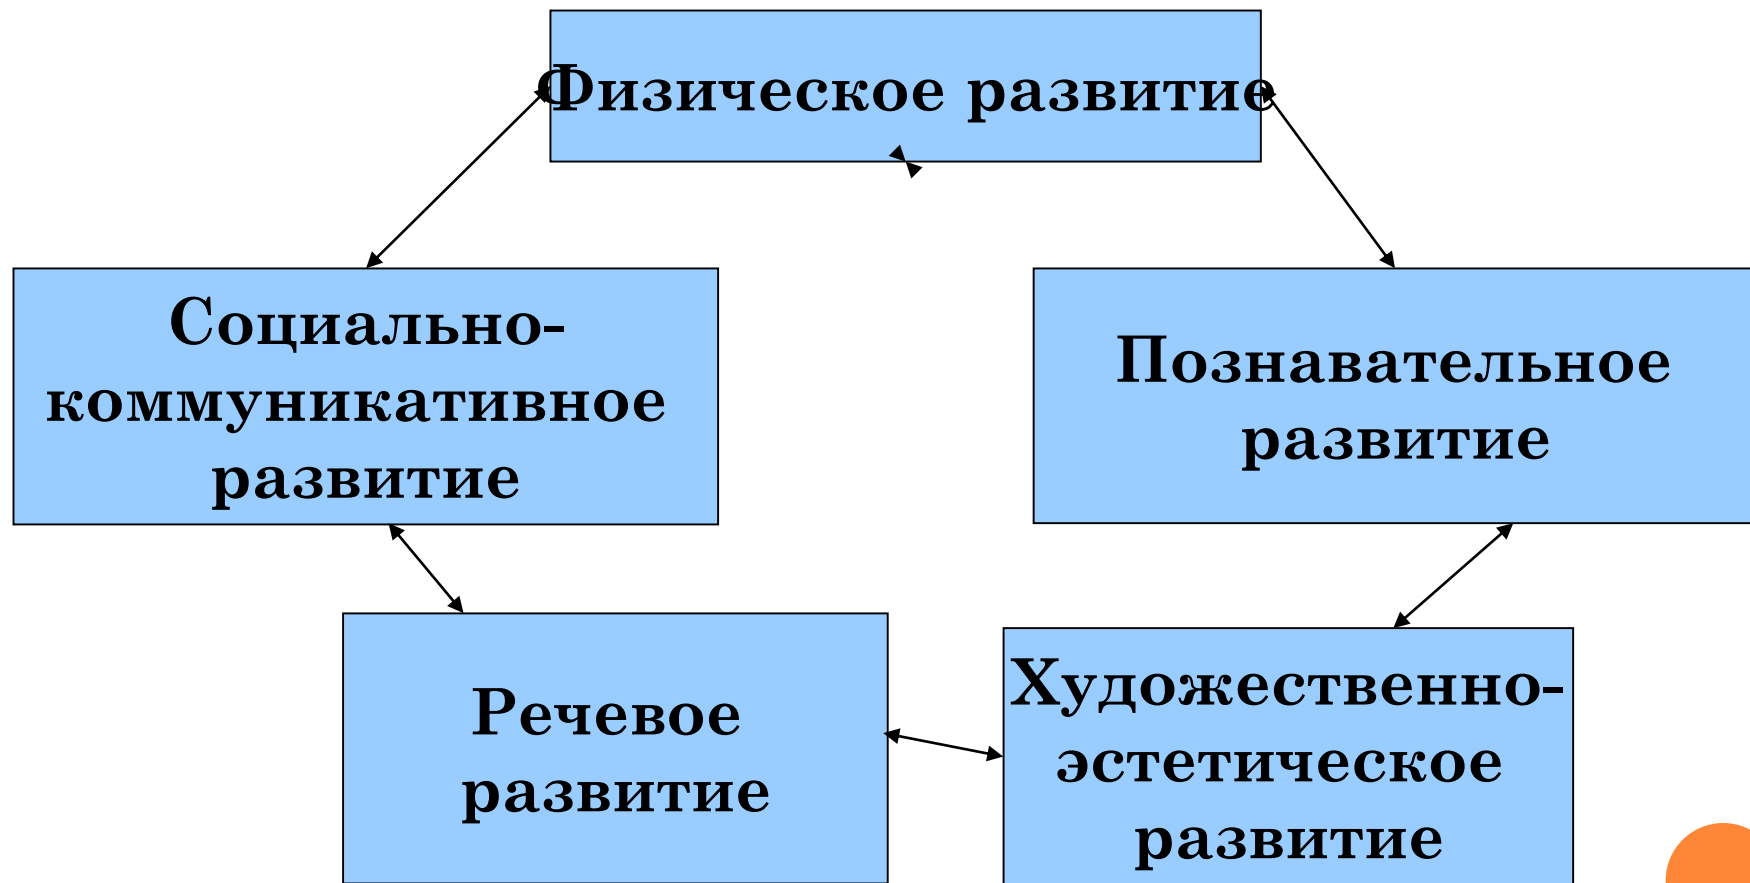 Физическое развитие
Социально-
коммуникативное
развитие
Познавательное
развитие
Речевое
развитие
Художественно-
эстетическое
развитие